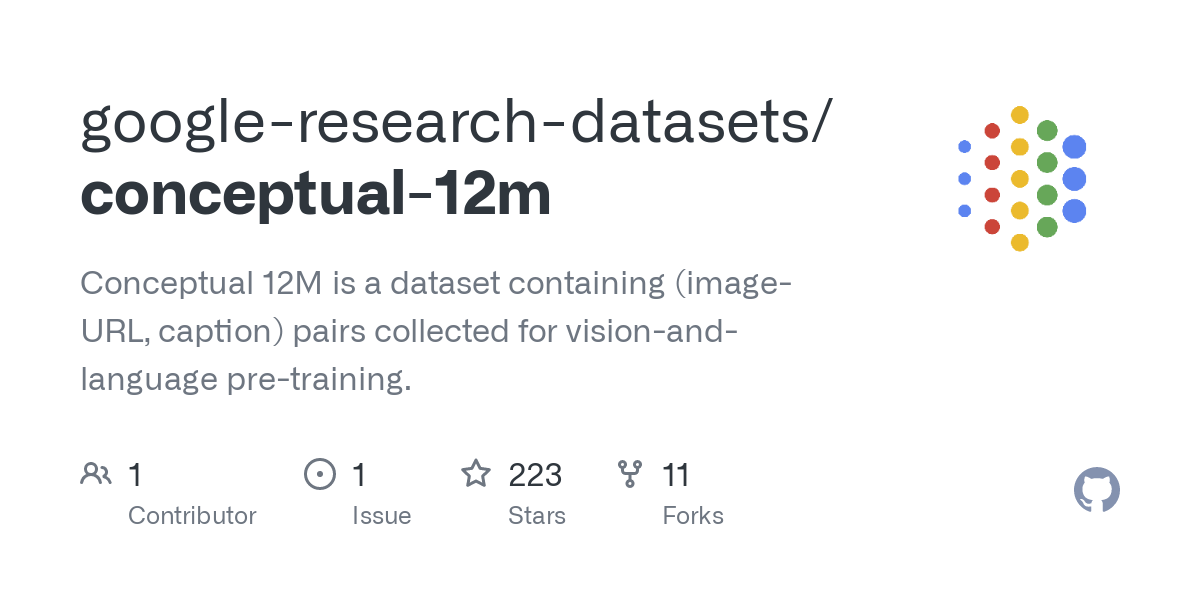 google-research-datasets/
conceptual-12m
Conceptual 12M is a dataset containing (image-
URL, caption) pairs collected for vision-and-
language pre-training.
1 1 223 11
Contributor Issue Stars Forks